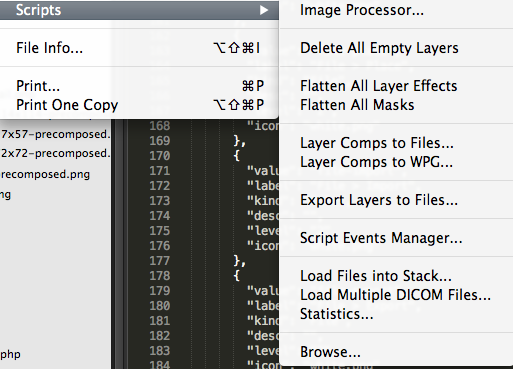 Scripts
File Info... ⌥⇧⌘I
Print... ⌘P
Print One Copy ⌥⇧⌘P
Image Processor...
Delete All Empty Layers
Flatten All Layer Effects
Flatten All Masks
Layer Comps to Files...
Layer Comps to WPG...
Export Layers to Files...
Script Events Manager...
Load Files into Stack...
Load Multiple DICOM Files...
Statistics...
Browse...
7x57-precomposed.
72x72-precomposed.
recomposed.png
ng
php
168 "icon
169 },
170 {
171 "valu
172 "labe
173 "kind
174 "desc
175 "leve
176 "icon
177 },
178 {
179 "valu
180 "labe
181 "kind
182 "desc
183 "leve
184 "icon": "white.png